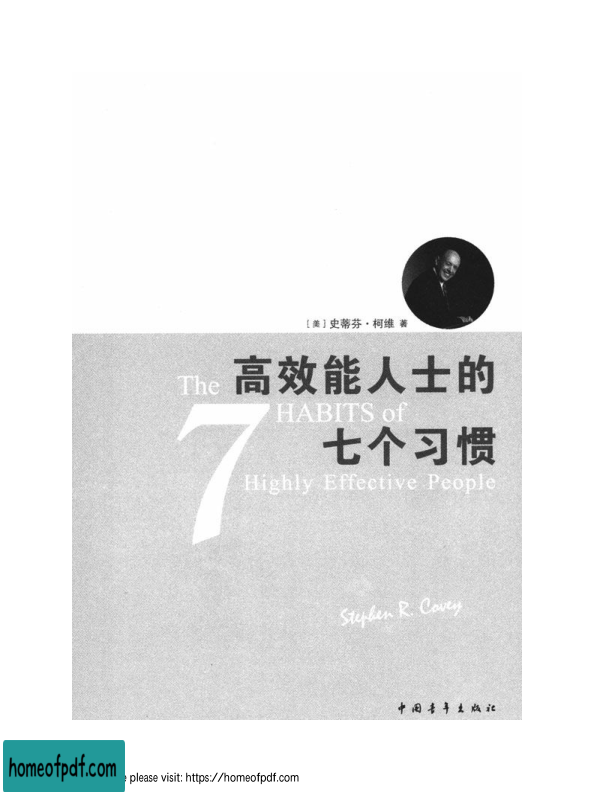 [美] 史蒂芬·柯维 著
The 高效能人士的
7 HABITS of
七个习惯
Highly Effective People
Stephen R. Covey
中国青年出版社
homeofpdf.com
please visit: https://homeofpdf.com